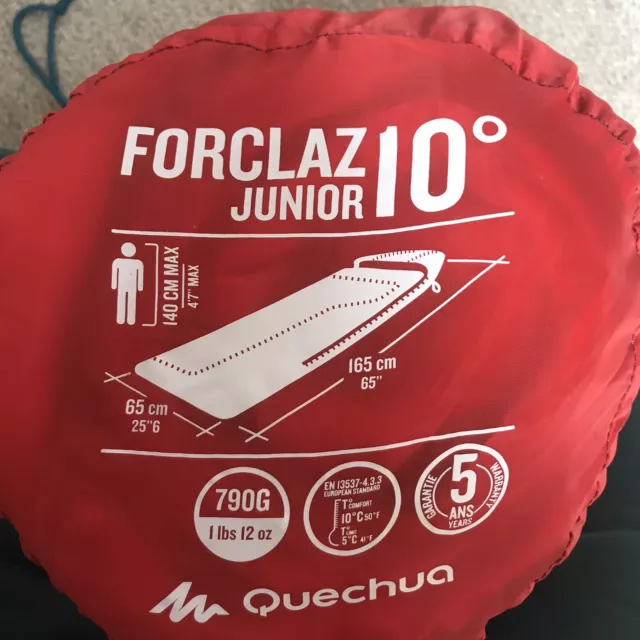 FORCLAZ 10°
JUNIOR
140 CM MAX
4'7" MAX
165 cm
65"
65 cm
25"6
790G
1 lbs 12 oz
EN 13537-4.3.3
EUROPEAN STANDARD
T° COMFORT
10°C 50°F
T° LIMIT
5°C 41°F
GARANTIE
5
ANS
YEARS
WARRANTY
Quechua